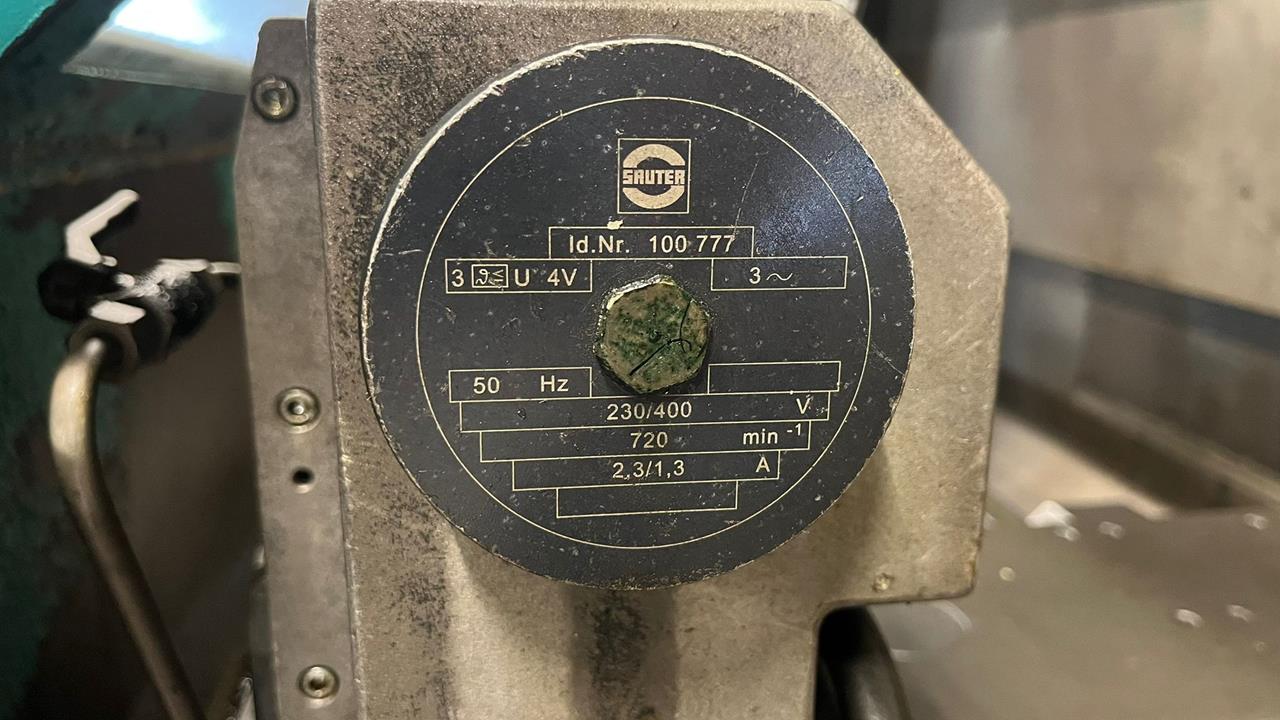 SAUTER
Id.Nr. 100 777
3 ϑ≤ U 4V 3~
50 Hz
230/400 V
720 min -1
2,3/1,3 A